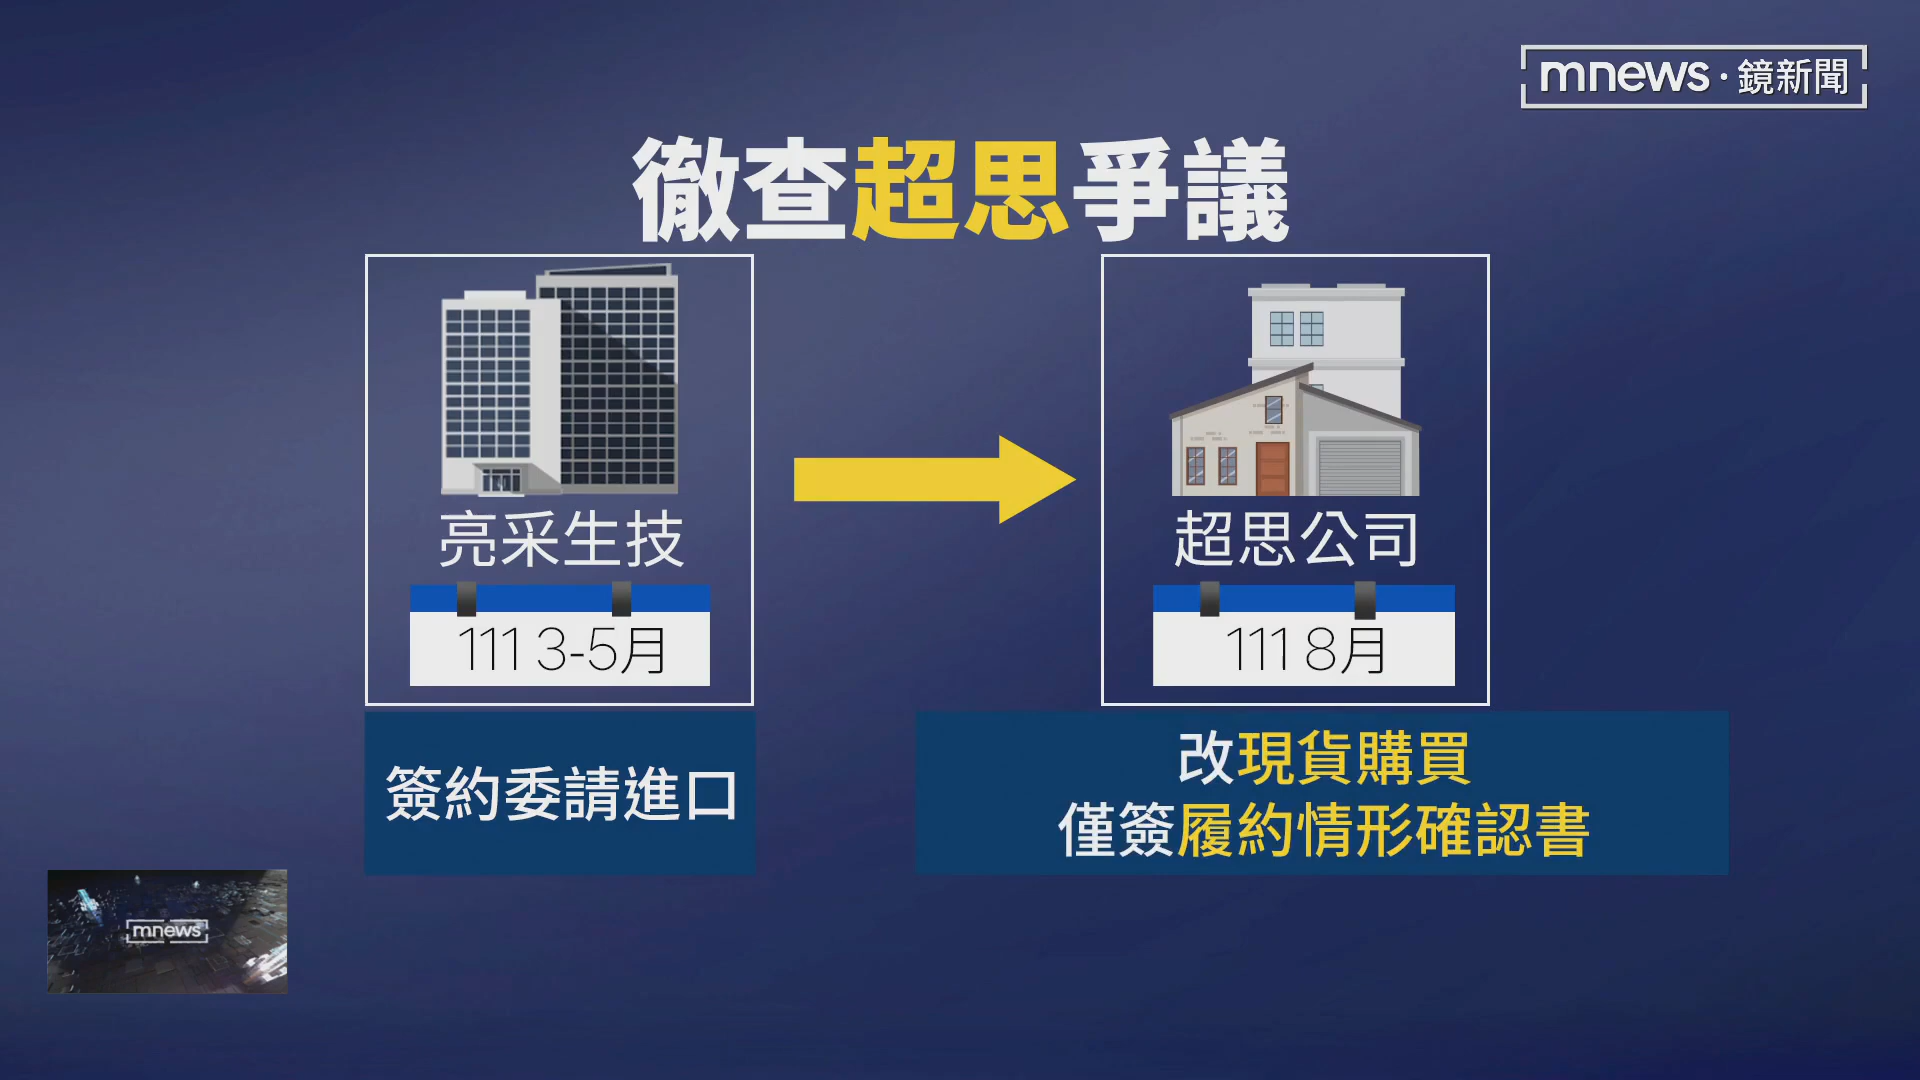 mnews·鏡新聞
徹查超思爭議
亮采生技
111 3-5月
簽約委請進口
超思公司
111 8月
改現貨購買
僅簽履約情形確認書
mnews